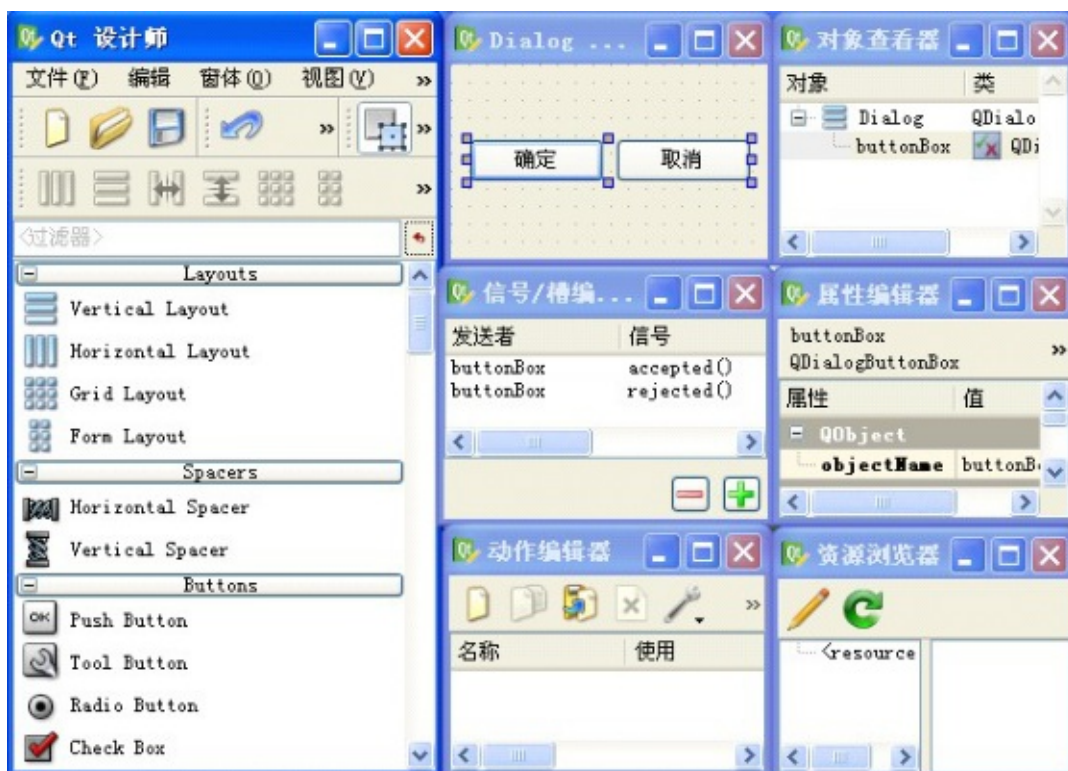 Qt 设计师
文件(F) 编辑 窗体(O) 视图(V) »
<过滤器>
Layouts
Vertical Layout
Horizontal Layout
Grid Layout
Form Layout
Spacers
Horizontal Spacer
Vertical Spacer
Buttons
OK Push Button
Tool Button
Radio Button
Check Box
Dialog ...
确定 取消
信号/槽编...
发送者 信号
buttonBox accepted()
buttonBox rejected()
动作编辑器
名称 使用
对象查看器
对象 类
Dialog QDialo
buttonBox QDi
属性编辑器
buttonBox
QDialogButtonBox
属性 值
QObject
objectName buttonB
资源浏览器
<resource